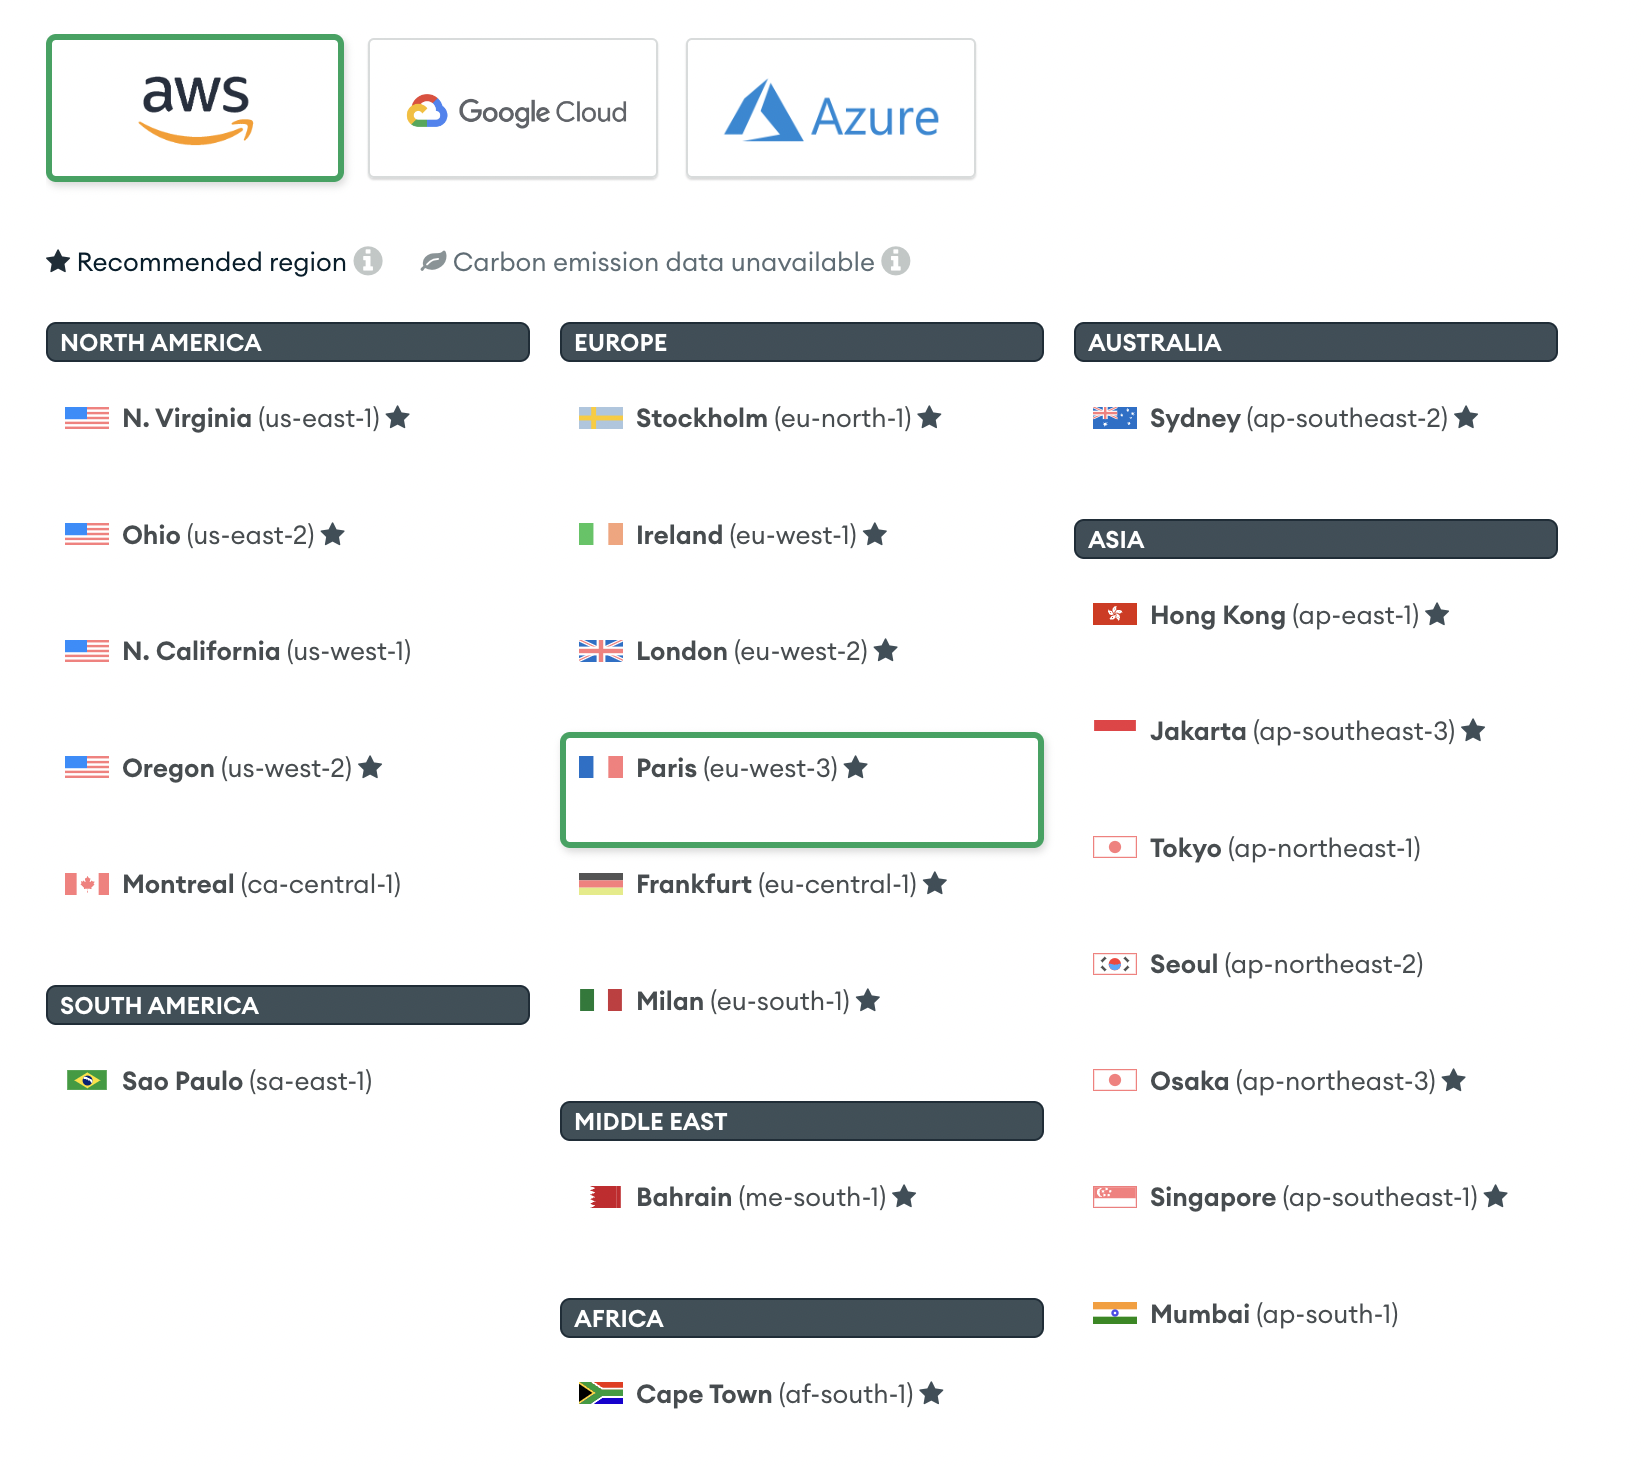 aws
Google Cloud
Azure
Recommended region
Carbon emission data unavailable
NORTH AMERICA
N. Virginia (us-east-1)
Ohio (us-east-2)
N. California (us-west-1)
Oregon (us-west-2)
Montreal (ca-central-1)
SOUTH AMERICA
Sao Paulo (sa-east-1)
EUROPE
Stockholm (eu-north-1)
Ireland (eu-west-1)
London (eu-west-2)
Paris (eu-west-3)
Frankfurt (eu-central-1)
Milan (eu-south-1)
MIDDLE EAST
Bahrain (me-south-1)
AFRICA
Cape Town (af-south-1)
AUSTRALIA
Sydney (ap-southeast-2)
ASIA
Hong Kong (ap-east-1)
Jakarta (ap-southeast-3)
Tokyo (ap-northeast-1)
Seoul (ap-northeast-2)
Osaka (ap-northeast-3)
Singapore (ap-southeast-1)
Mumbai (ap-south-1)